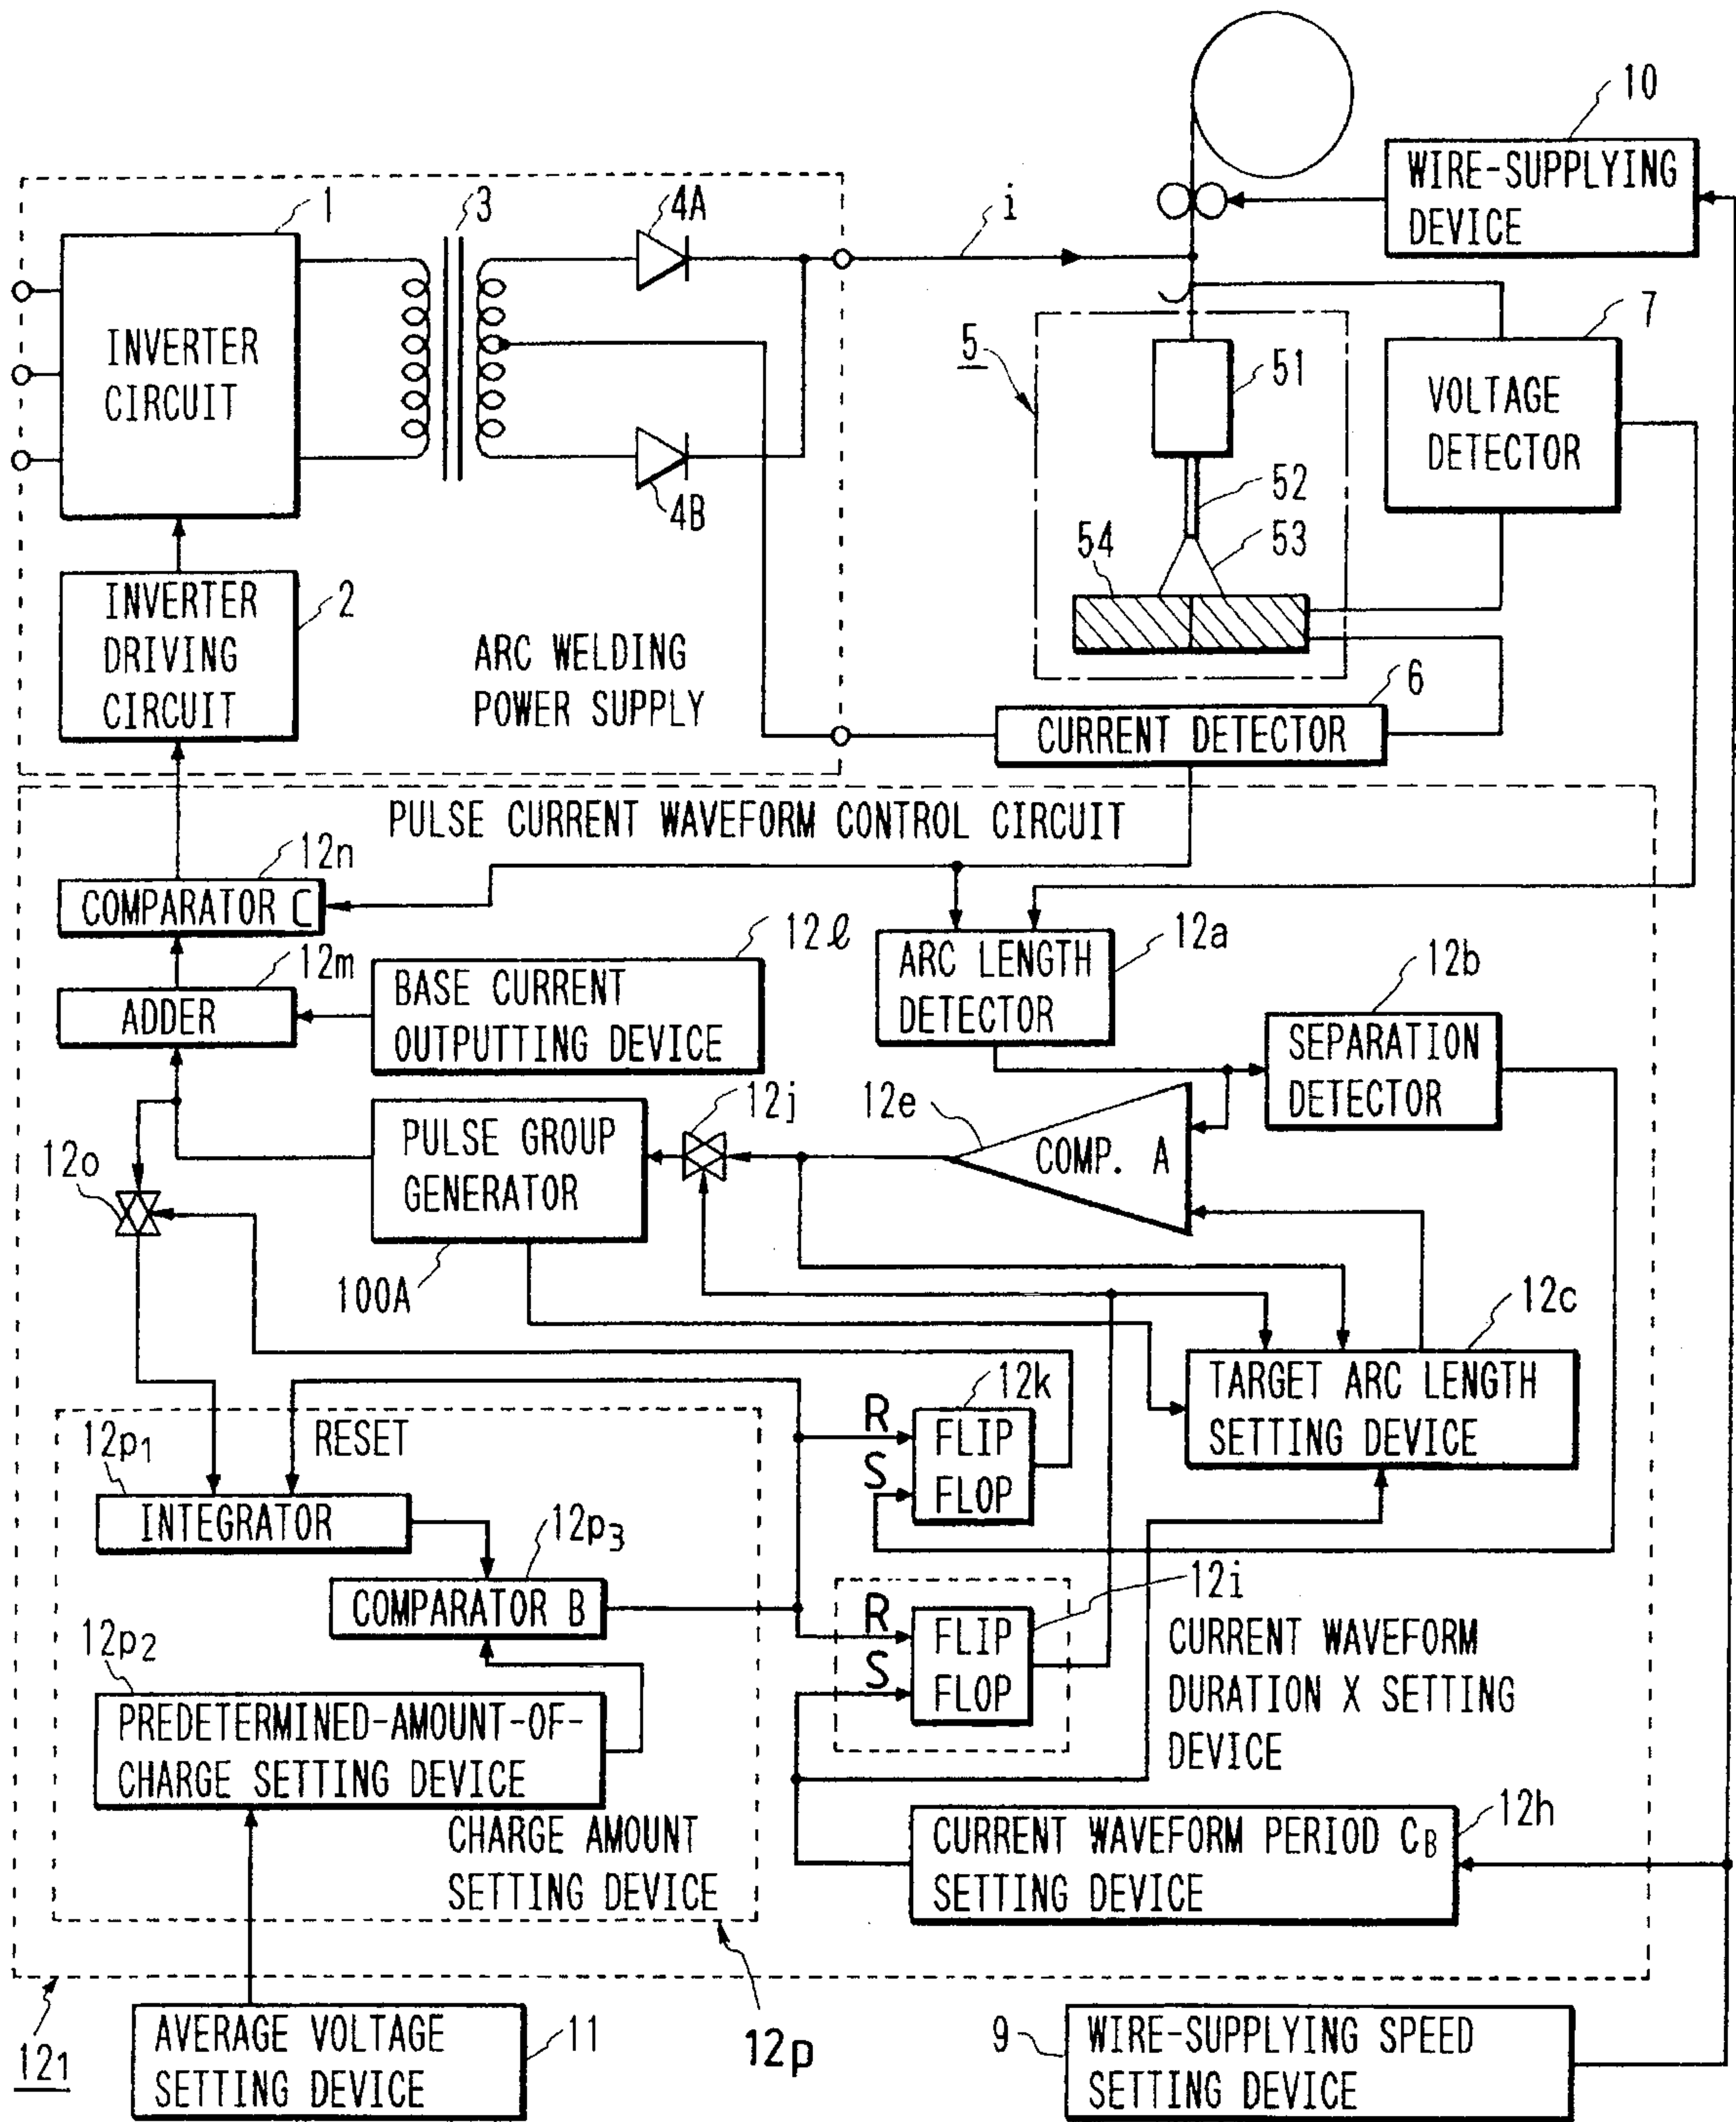 10
WIRE-SUPPLYING
DEVICE
1
3
4A
i
INVERTER
CIRCUIT
4B
5
51
52
53
54
7
VOLTAGE
DETECTOR
INVERTER
DRIVING
CIRCUIT
2
ARC WELDING
POWER SUPPLY
6
CURRENT DETECTOR
PULSE CURRENT WAVEFORM CONTROL CIRCUIT
12n
COMPARATOR C
12m
ADDER
12ℓ
BASE CURRENT
OUTPUTTING DEVICE
12a
ARC LENGTH
DETECTOR
12b
SEPARATION
DETECTOR
12j
12e
COMP. A
PULSE GROUP
GENERATOR
100A
12o
12c
TARGET ARC LENGTH
SETTING DEVICE
12k
R
S
FLIP
FLOP
RESET
12p1
INTEGRATOR
12p3
COMPARATOR B
12p2
PREDETERMINED-AMOUNT-OF-
CHARGE SETTING DEVICE
CHARGE AMOUNT
SETTING DEVICE
12p
12i
R
S
FLIP
FLOP
CURRENT WAVEFORM
DURATION X SETTING
DEVICE
12h
CURRENT WAVEFORM PERIOD CB
SETTING DEVICE
121
AVERAGE VOLTAGE
SETTING DEVICE
11
9
WIRE-SUPPLYING SPEED
SETTING DEVICE